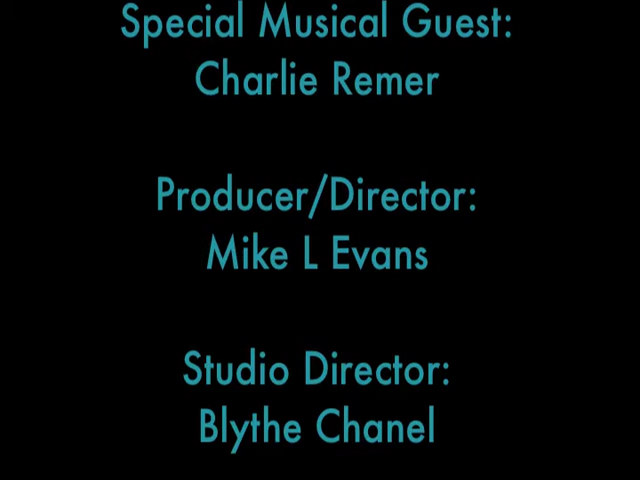 Special Musical Guest:
Charlie Remer
Producer/Director:
Mike L Evans
Studio Director:
Blythe Chanel